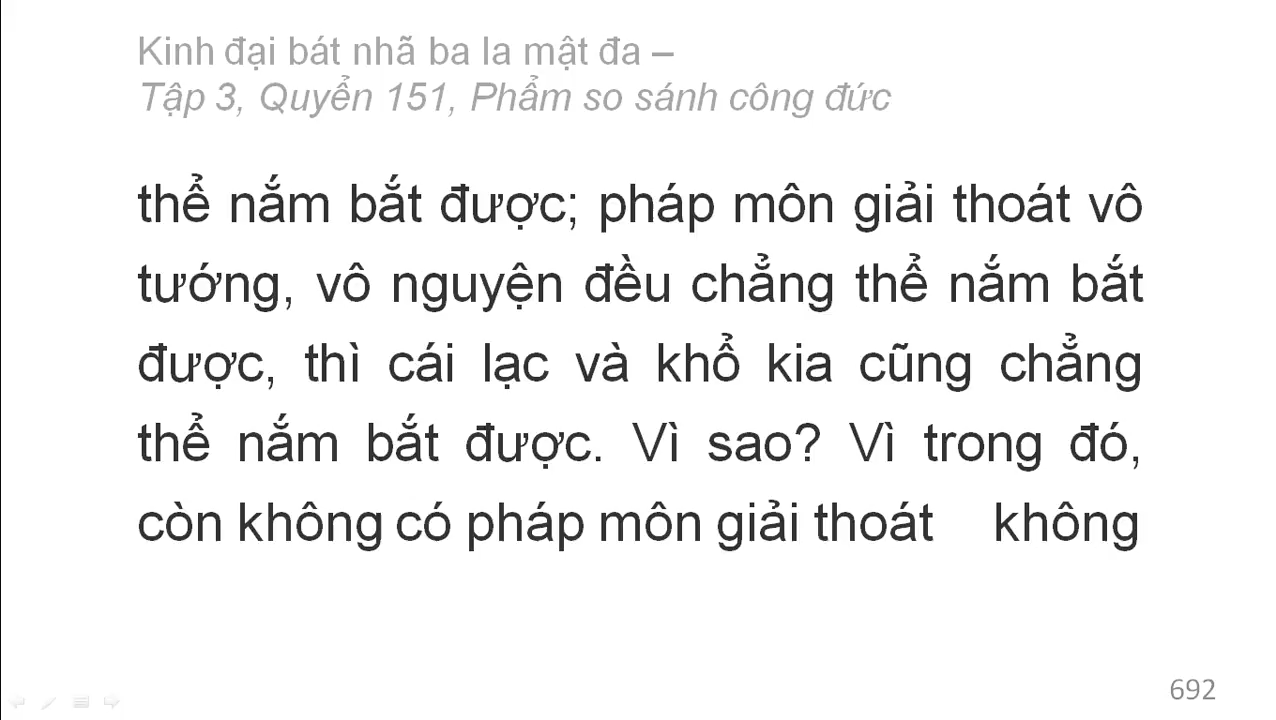 Kinh đại bát nhã ba la mật đa –
Tập 3, Quyển 151, Phẩm so sánh công đức
thể nắm bắt được; pháp môn giải thoát vô
tướng, vô nguyện đều chẳng thể nắm bắt
được, thì cái lạc và khổ kia cũng chẳng
thể nắm bắt được. Vì sao? Vì trong đó,
còn không có pháp môn giải thoát không
692